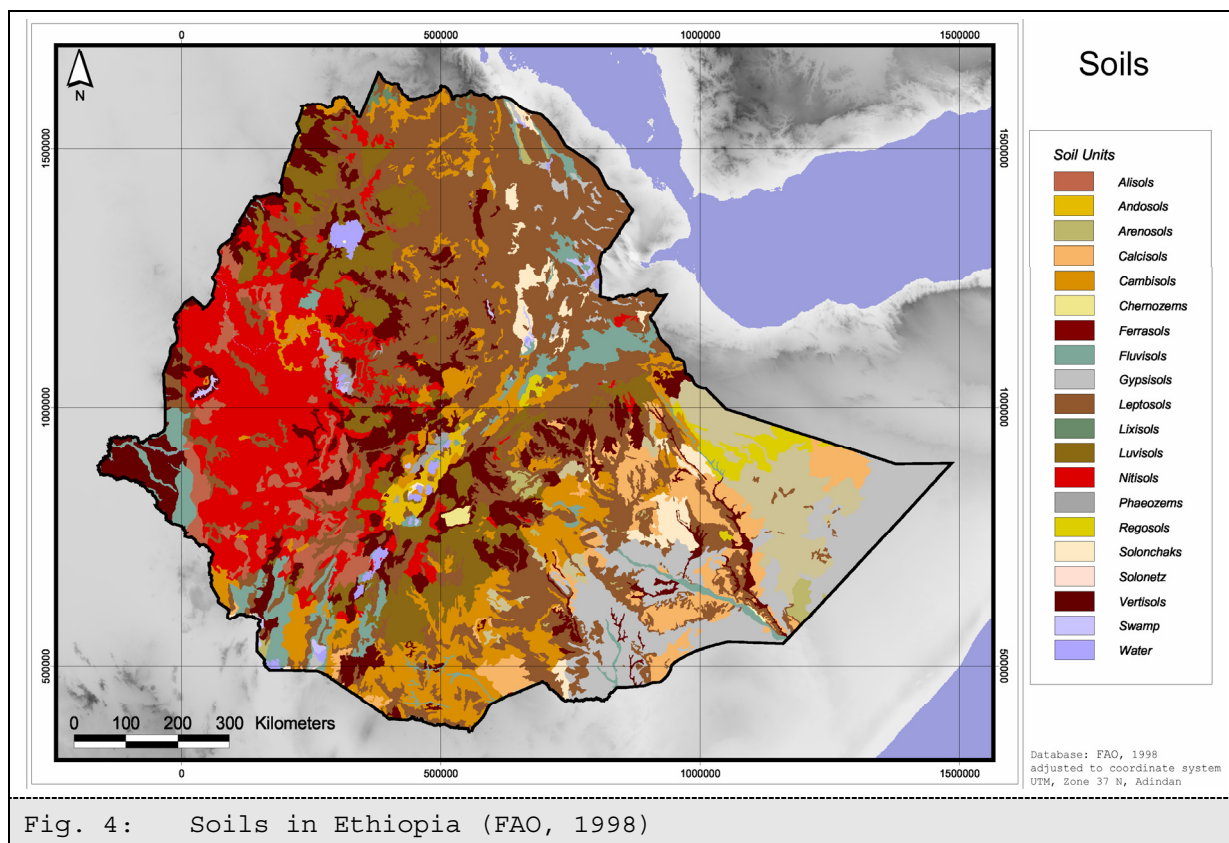 0 500000 1000000 1500000
Soils
N
1500000 1500000
Soil Units
Alisols
Andosols
Arenosols
Calcisols
Cambisols
Chernozems
Ferrasols
Fluvisols
Gypsisols
Leptosols
Lixisols
Luvisols
Nitisols
Phaeozems
Regosols
Solonchaks
Solonetz
Vertisols
Swamp
Water
1000000 1000000
500000 500000
0 100 200 300 Kilometers
0 500000 1000000 1500000
Database: FAO, 1998
adjusted to coordinate system
UTM, Zone 37 N, Adindan
Fig. 4: Soils in Ethiopia (FAO, 1998)